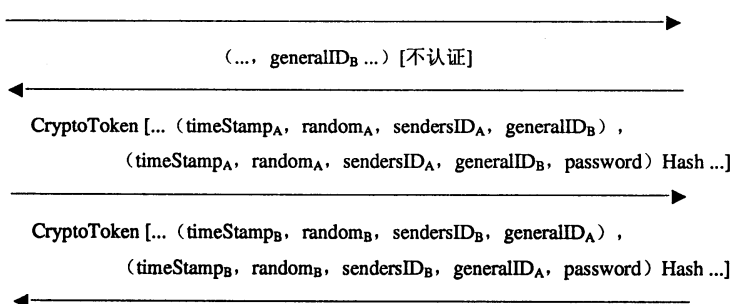 (..., generalID_B ...) [不认证]
CryptoToken [... (timeStamp_A, random_A, sendersID_A, generalID_B),
(timeStamp_A, random_A, sendersID_A, generalID_B, password) Hash ...]
CryptoToken [... (timeStamp_B, random_B, sendersID_B, generalID_A),
(timeStamp_B, random_B, sendersID_B, generalID_A, password) Hash ...]